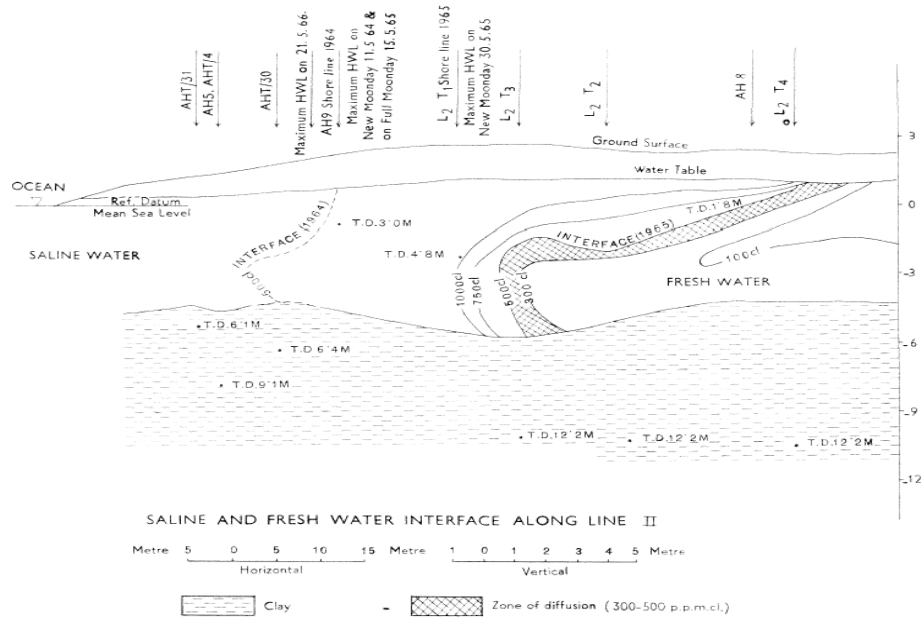 AHT/31
AH5, AHT/4
AHT/30
Maximum HWL on 21.5.66.
AH9 Shore line 1964
Maximum HWL on
New Moonday 11.5 64 &
on Full Moonday 15.5.65
L2 T1 Shore line 1965
Maximum HWL on
New Moonday 30.5.65
L2 T3
L2 T2
AH 8
L2 T4
3
Ground Surface
Water Table
OCEAN
Ref. Datum
Mean Sea Level
0
T.D.3·0M
T.D.1·8M
INTERFACE (1964)
INTERFACE (1965)
SALINE WATER
T.D.4·8M
100cl
FRESH WATER
500cl
1000cl
750cl
500cl
300cl
T.D.6·1M
T.D.6·4M
-6
T.D.9·1M
T.D.12·2M
T.D.12·2M
T.D.12·2M
-12
SALINE AND FRESH WATER INTERFACE ALONG LINE II
Metre 5 0 5 10 15 Metre 1 0 1 2 3 4 5 Metre
Horizontal Vertical
Clay - Zone of diffusion (300-500 p.p.m.cl.)